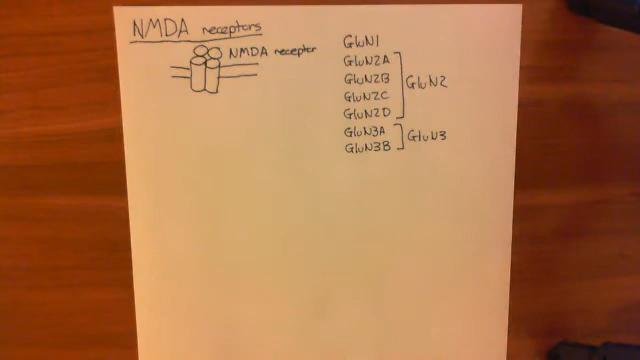 NMDA receptors
NMDA receptor
GluN1
GluN2A
GluN2B
GluN2C
GluN2D
GluN2
GluN3A
GluN3B
GluN3